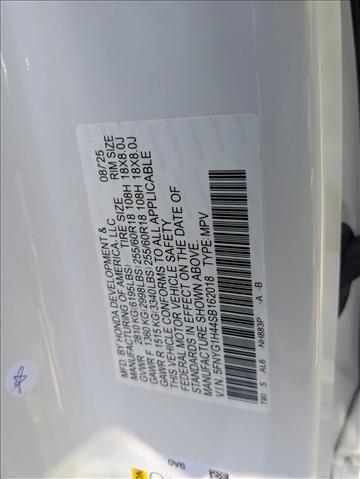 MANUFACTURED BY HONDA DEVELOPMENT & 08/25
MANUFACTURING OF AMERICA, LLC
TIRE SIZE RIM SIZE
GVWR 2810 KG(6195LBS)
GAWR F 1360 KG(2998LBS) 255/60R18 108H 18X8.0J
GAWR R 1515 KG(3340LBS) 255/60R18 108H 18X8.0J
THIS VEHICLE CONFORMS TO ALL APPLICABLE
FEDERAL MOTOR VEHICLE SAFETY
STANDARDS IN EFFECT ON THE DATE OF
MANUFACTURE SHOWN ABOVE.
V.I.N. 5FNYG1H44SB162018 TYPE:MPV
T90 S AL6 -NH883P -A -B
0A6